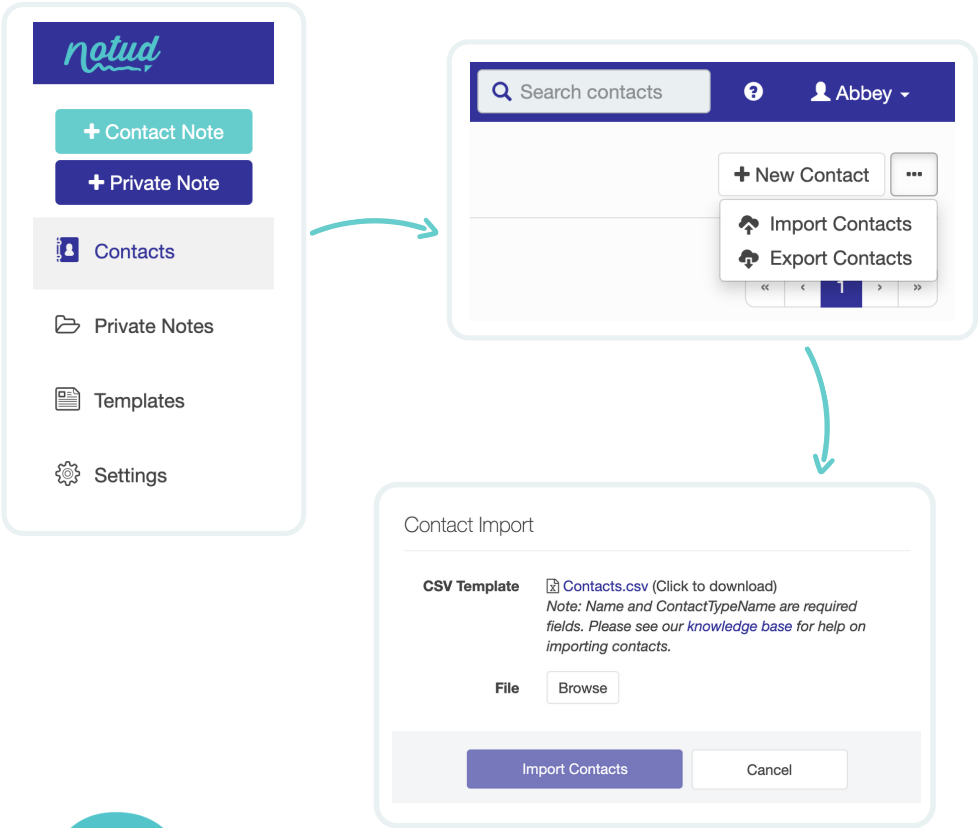 notud
+ Contact Note
+ Private Note
Contacts
Private Notes
Templates
Settings
Search contacts
? Abbey
+ New Contact ...
Import Contacts
Export Contacts
« ‹ 1 › »
Contact Import
CSV Template Contacts.csv (Click to download)
Note: Name and ContactTypeName are required
fields. Please see our knowledge base for help on
importing contacts.
File Browse
Import Contacts Cancel